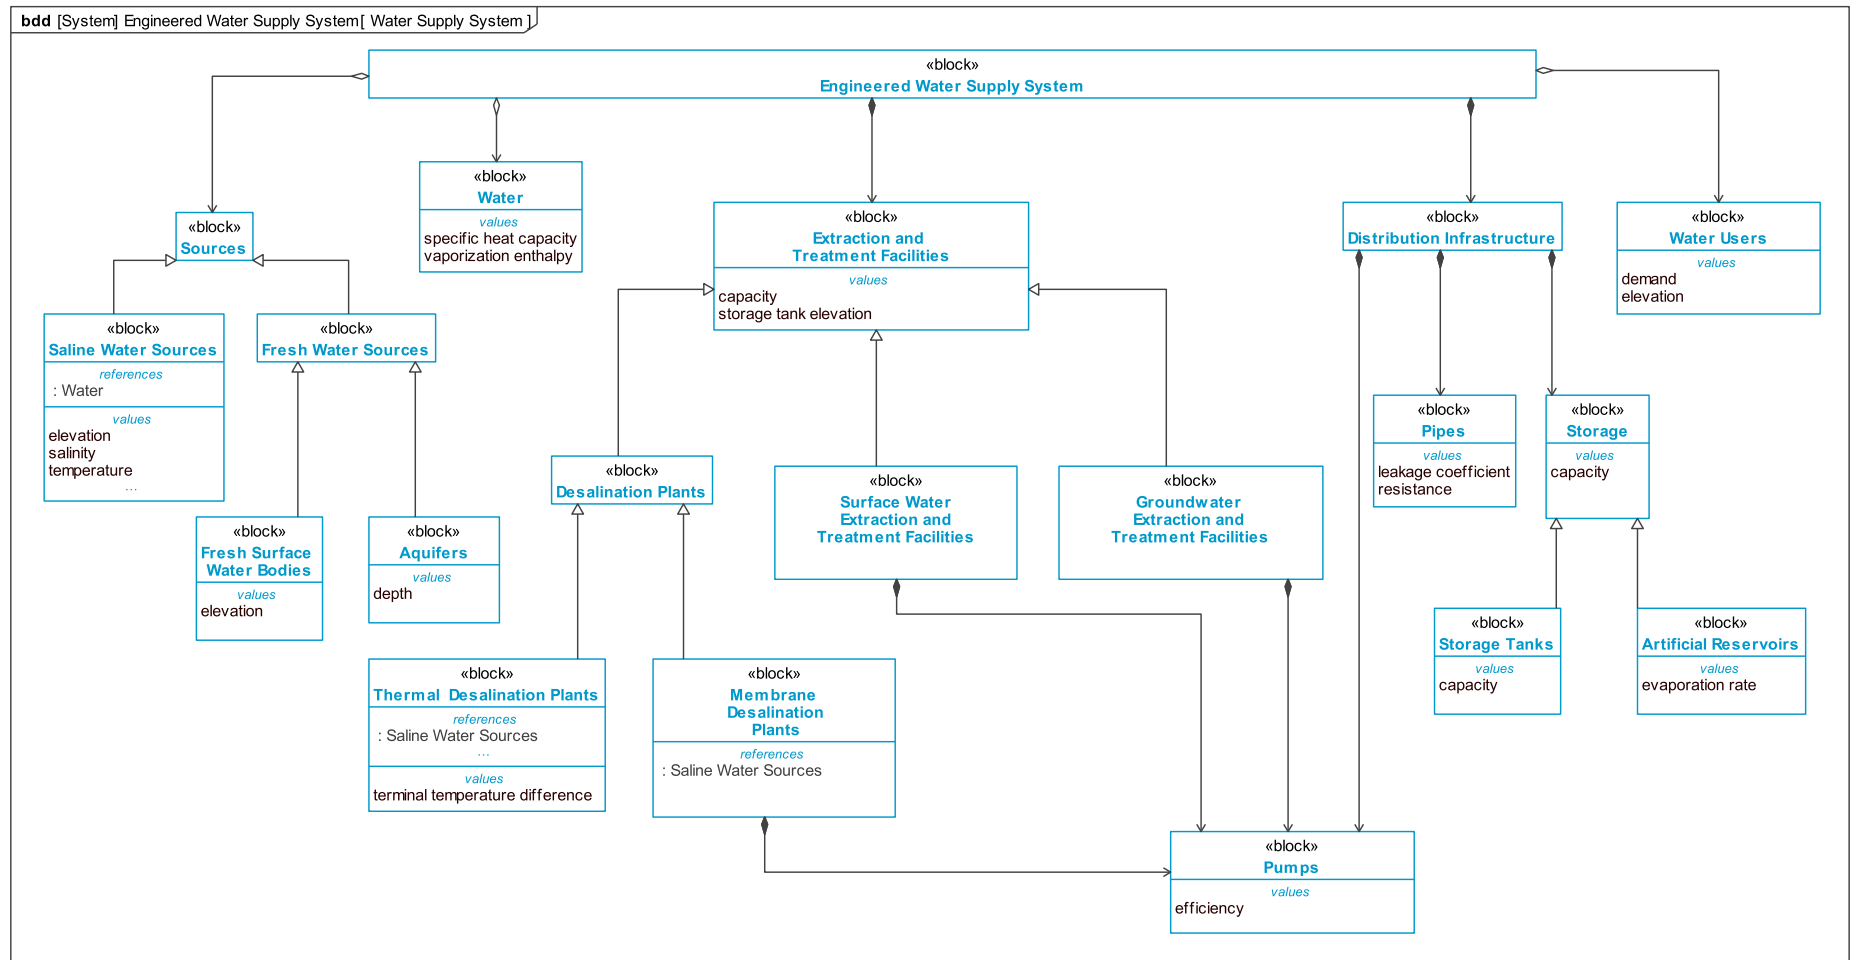 bdd [System] Engineered Water Supply System[ Water Supply System ]
«block»
Engineered Water Supply System
«block»
Sources
«block»
Water
values
specific heat capacity
vaporization enthalpy
«block»
Extraction and
Treatment Facilities
values
capacity
storage tank elevation
«block»
Distribution Infrastructure
«block»
Water Users
values
demand
elevation
«block»
Saline Water Sources
references
: Water
values
elevation
salinity
temperature
...
«block»
Fresh Water Sources
«block»
Fresh Surface
Water Bodies
values
elevation
«block»
Aquifers
values
depth
«block»
Desalination Plants
«block»
Surface Water
Extraction and
Treatment Facilities
«block»
Groundwater
Extraction and
Treatment Facilities
«block»
Pipes
values
leakage coefficient
resistance
«block»
Storage
values
capacity
«block»
Storage Tanks
values
capacity
«block»
Artificial Reservoirs
values
evaporation rate
«block»
Thermal Desalination Plants
references
: Saline Water Sources
...
values
terminal temperature difference
«block»
Membrane
Desalination
Plants
references
: Saline Water Sources
«block»
Pumps
values
efficiency